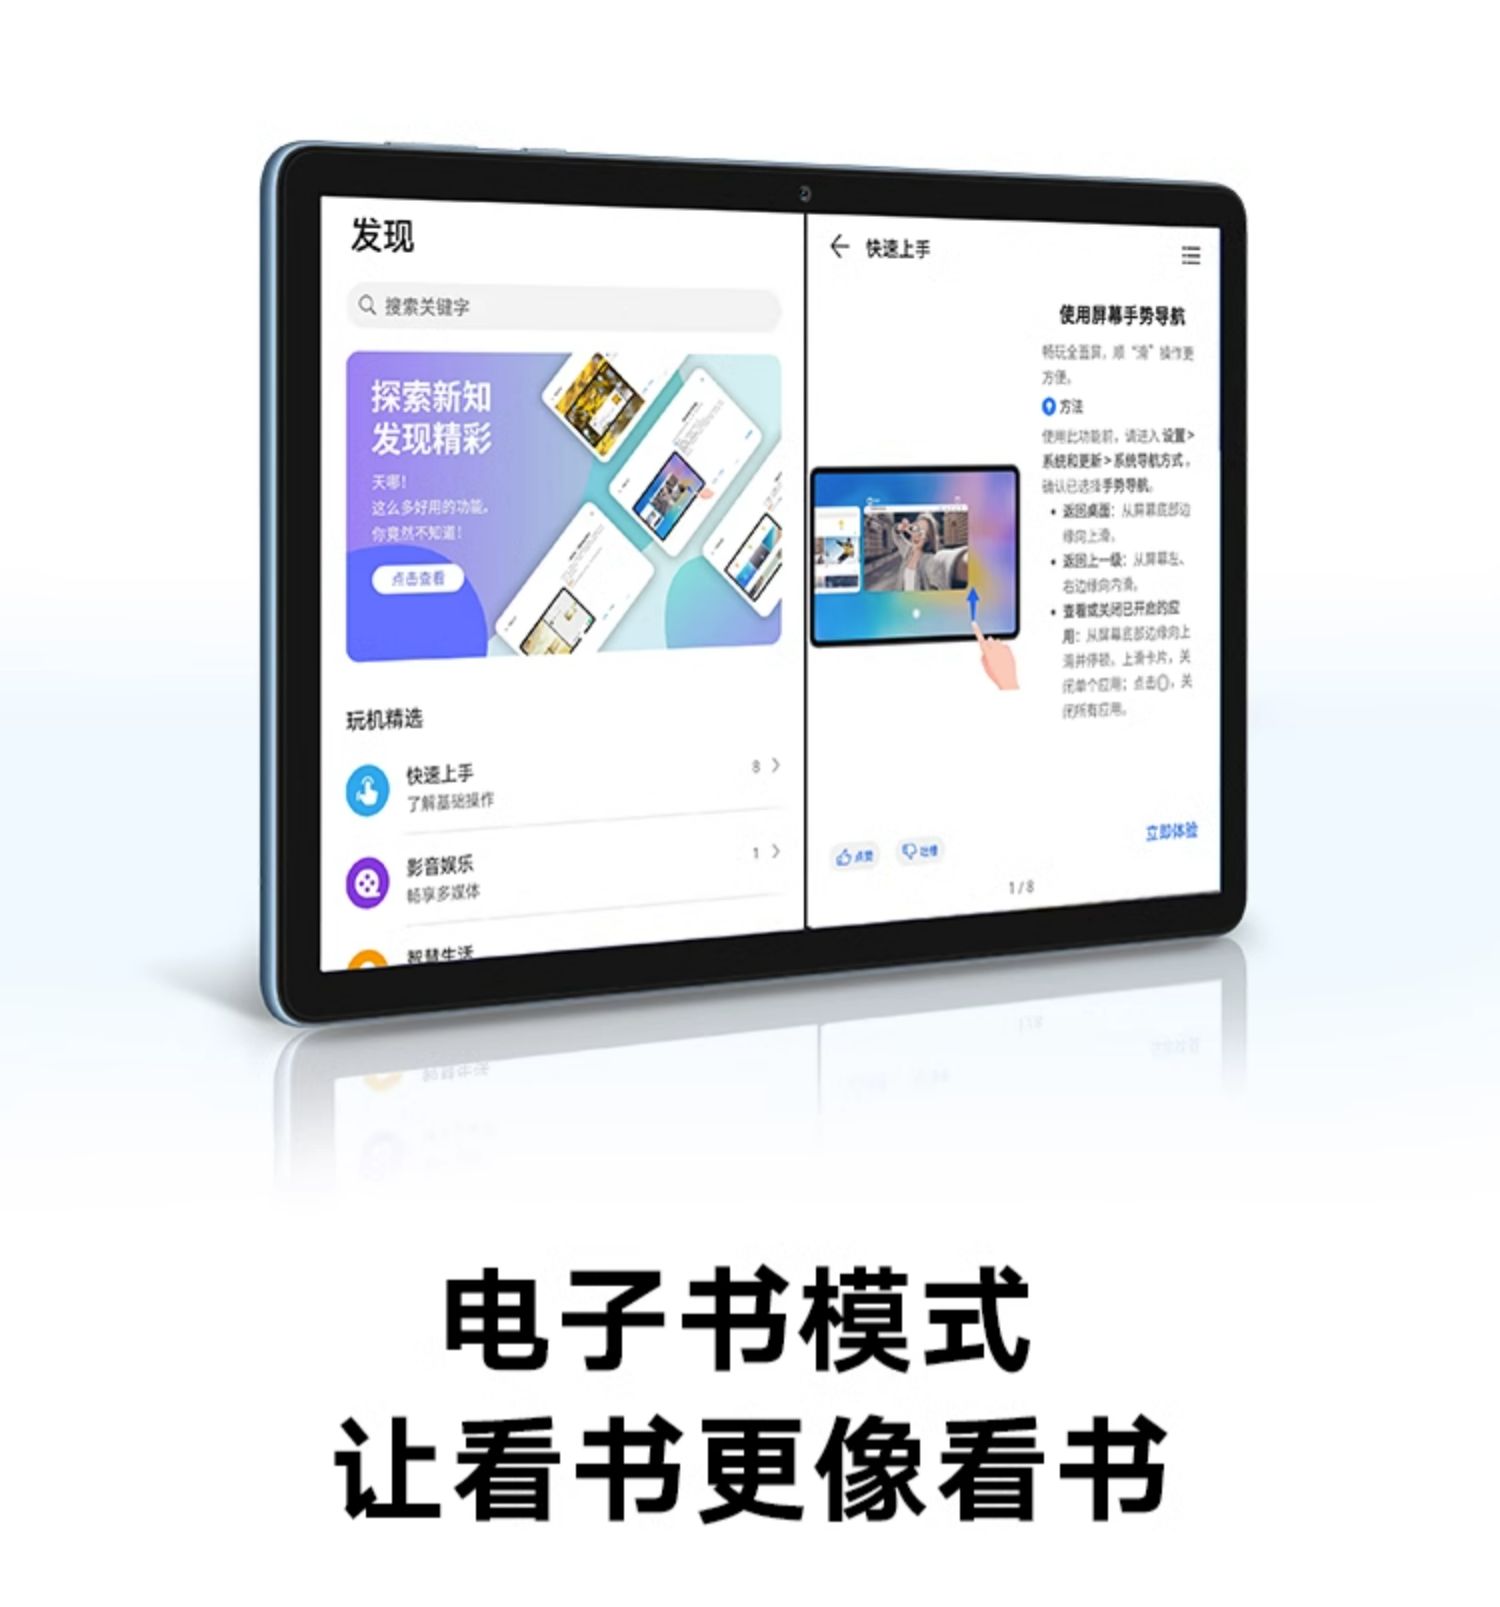 发现
搜索关键字
探索新知
发现精彩
天哪！
这么多好用的功能，
你竟然不知道！
点击查看
玩机精选
快速上手
了解基础操作
8
影音娱乐
畅享多媒体
1
智慧生活
快速上手
使用屏幕手势导航
畅玩全面屏，顺“滑”操作更
方便。
方法
使用此功能前，请进入 设置>
系统和更新 > 系统导航方式，
确认已选择手势导航。
• 返回桌面：从屏幕底部边
缘向上滑。
• 返回上一级：从屏幕左、
右边缘向内滑。
• 查看或关闭已开启的应
用：从屏幕底部边缘向上
滑并停顿，上滑卡片，关
闭单个应用；点击，关
闭所有应用。
立即体验
点赞
吐槽
1 / 8
电子书模式
让看书更像看书